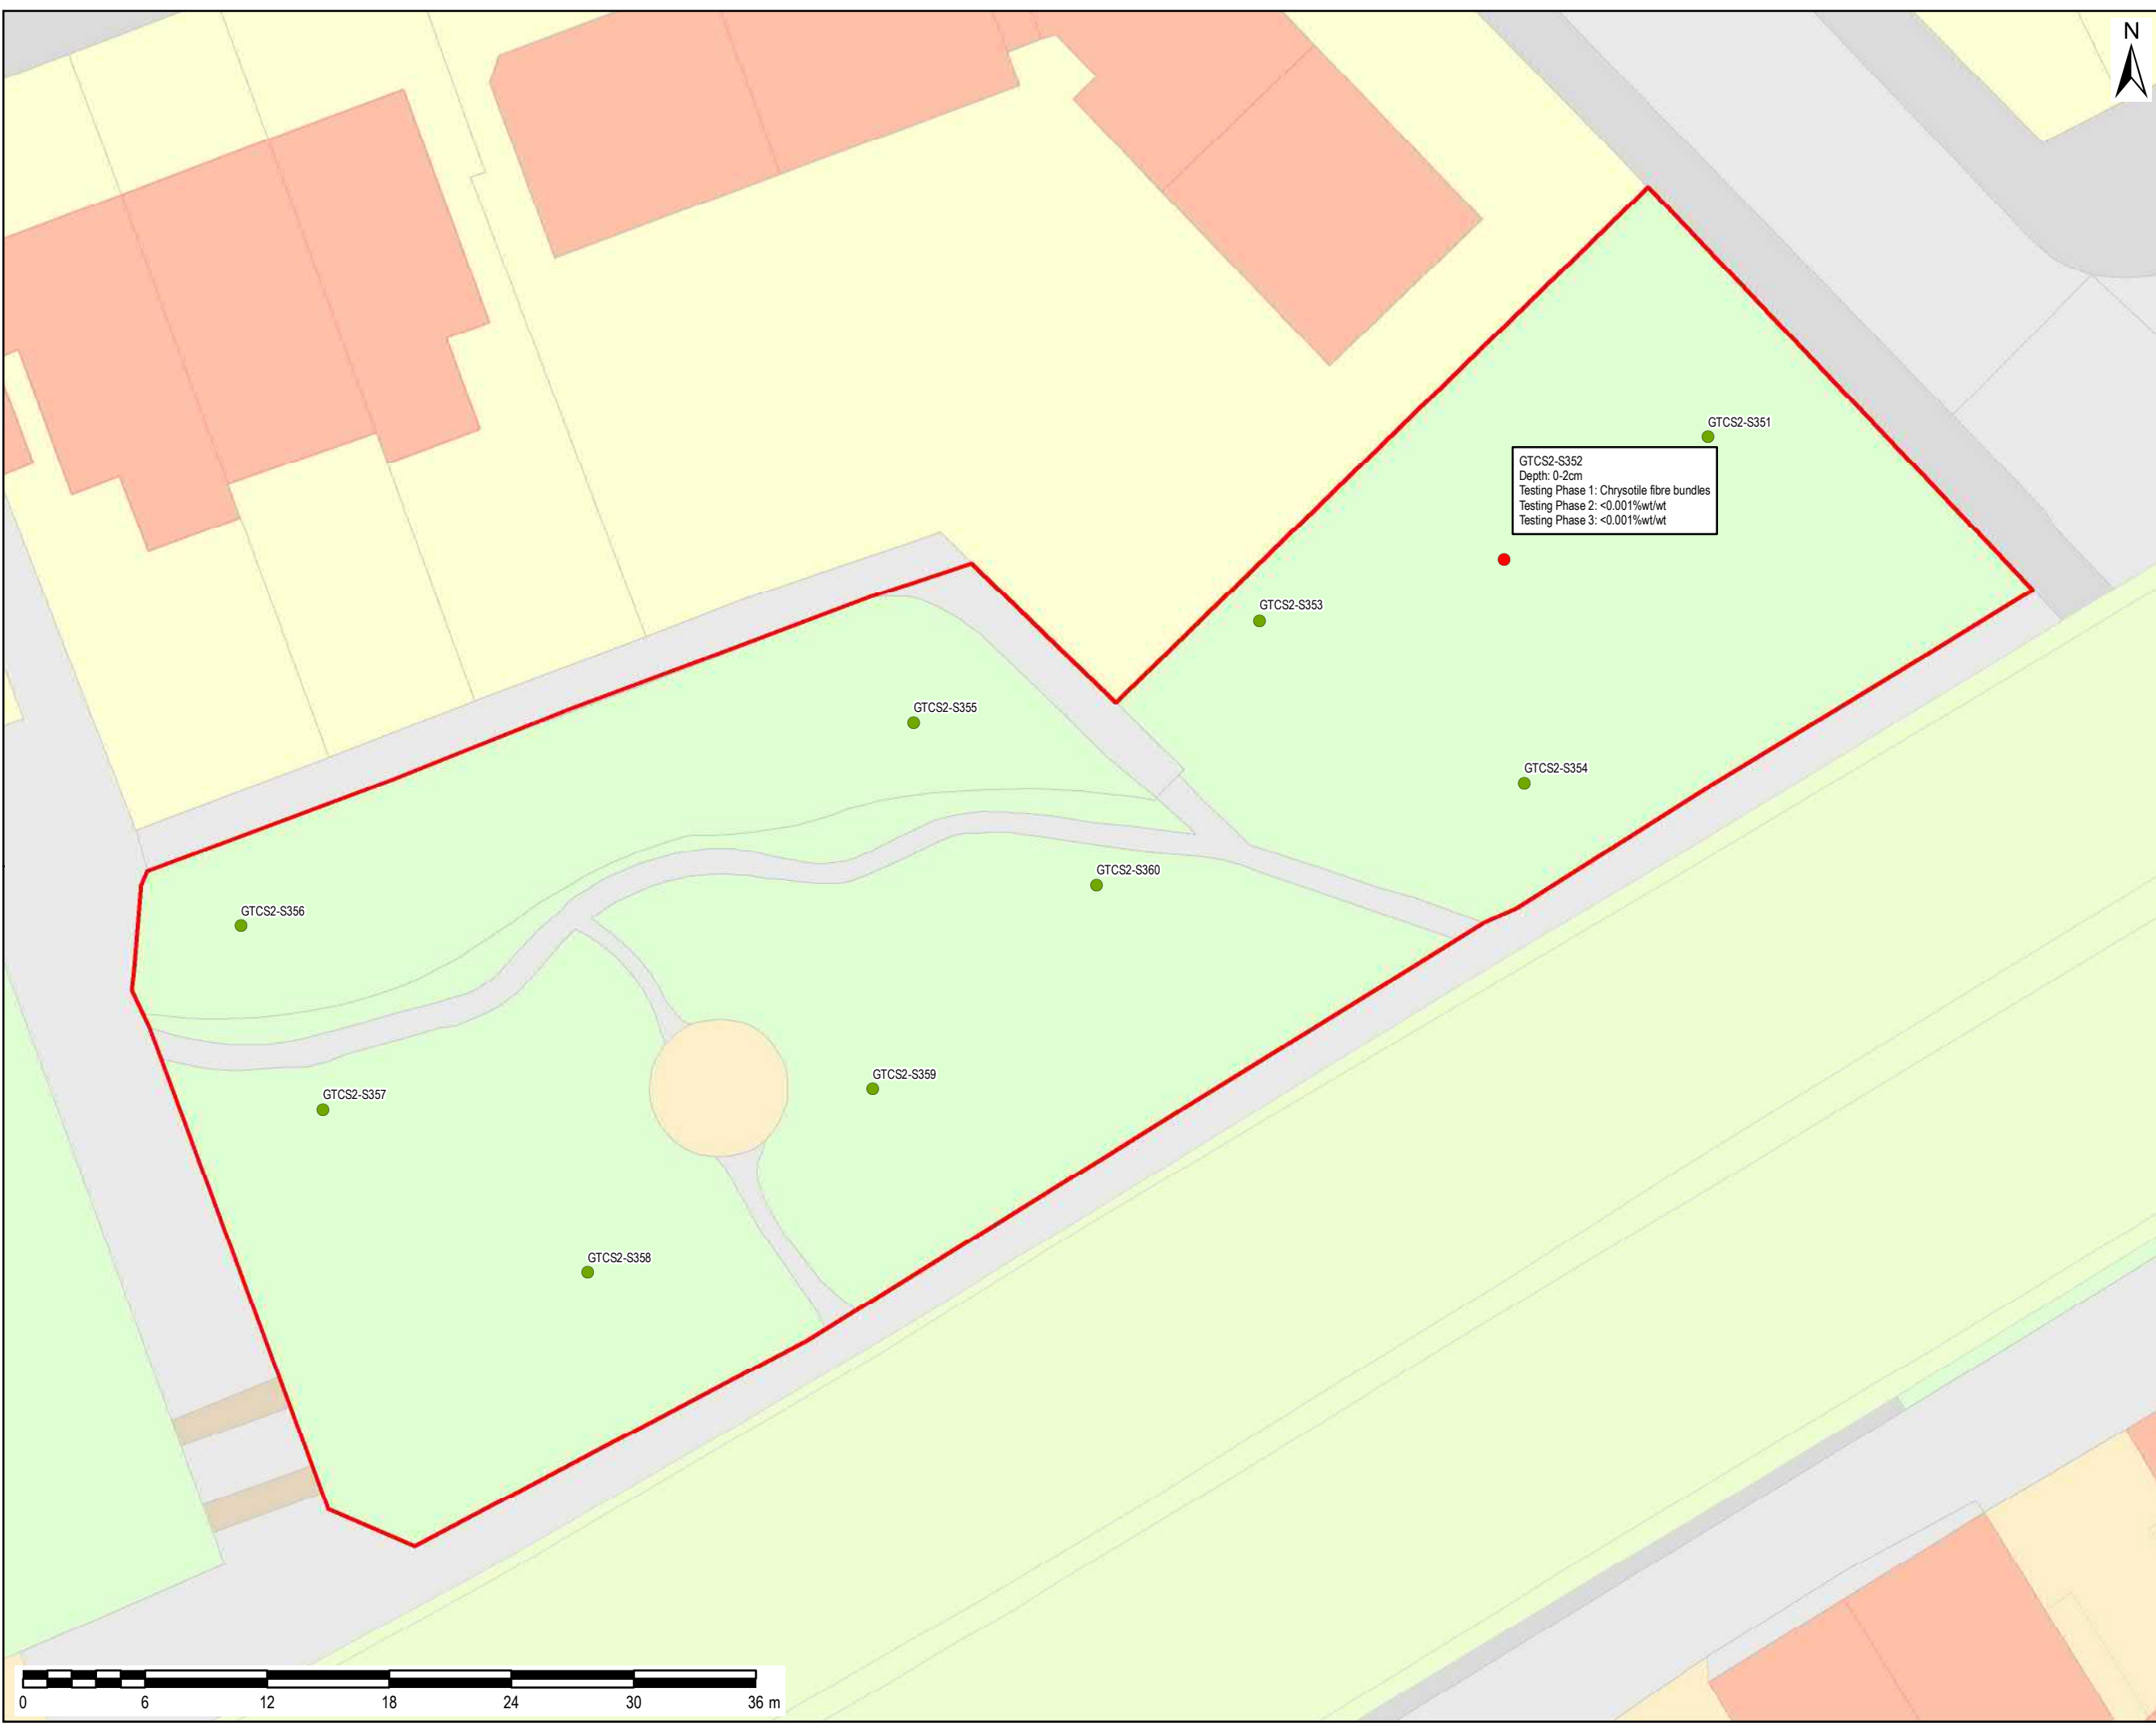 N
GTCS2-S351
GTCS2-S352
Depth: 0-2cm
Testing Phase 1: Chrysotile fibre bundles
Testing Phase 2: <0.001%wt/wt
Testing Phase 3: <0.001%wt/wt
GTCS2-S353
GTCS2-S355
GTCS2-S354
GTCS2-S360
GTCS2-S356
GTCS2-S359
GTCS2-S357
GTCS2-S358
0 6 12 18 24 30 36 m